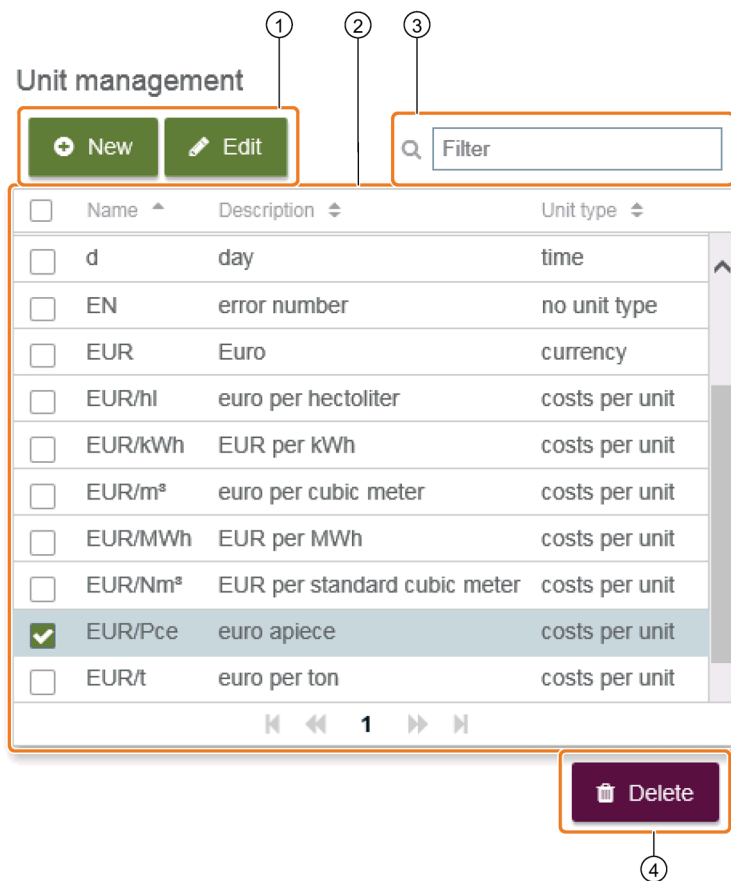 1 2 3
Unit management
New Edit Filter
Name Description Unit type
d day time
EN error number no unit type
EUR Euro currency
EUR/hl euro per hectoliter costs per unit
EUR/kWh EUR per kWh costs per unit
EUR/m³ euro per cubic meter costs per unit
EUR/MWh EUR per MWh costs per unit
EUR/Nm³ EUR per standard cubic meter costs per unit
EUR/Pce euro apiece costs per unit
EUR/t euro per ton costs per unit
1
Delete
4